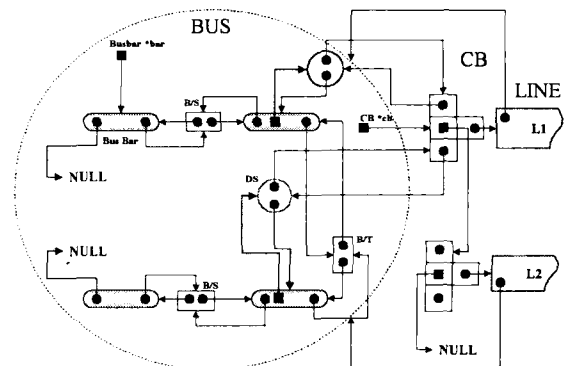 BUS
Busbar *bar
CB
B/S
LINE
CB *cb
L1
Bus Bar
NULL
DS
B/T
NULL
B/S
L2
NULL